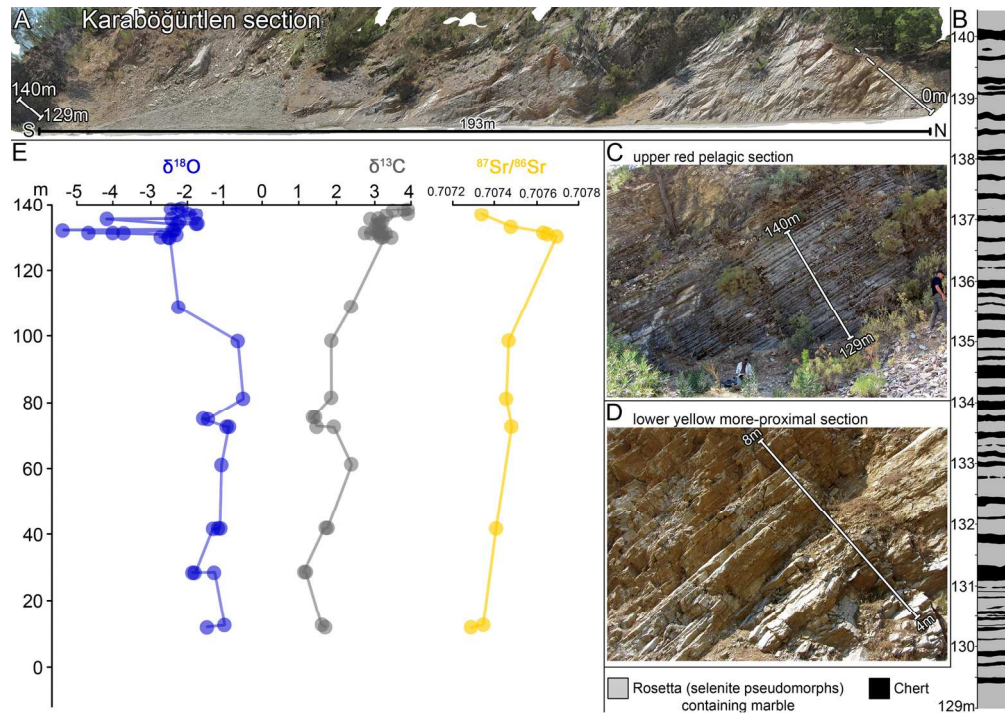 A
Karaböğürtlen section
140m
129m
S
193m
0m
N
B
140
139
138
137
136
135
134
133
132
131
130
129m
C
upper red pelagic section
140m
129m
D
lower yellow more-proximal section
8m
4m
Rosetta (selenite pseudomorphs)
containing marble
Chert
E
δ¹⁸O
δ¹³C
⁸⁷Sr/⁸⁶Sr
m
-5 -4 -3 -2 -1 0 1 2 3 4
0.7072 0.7074 0.7076 0.7078
140
120
100
80
60
40
20
0